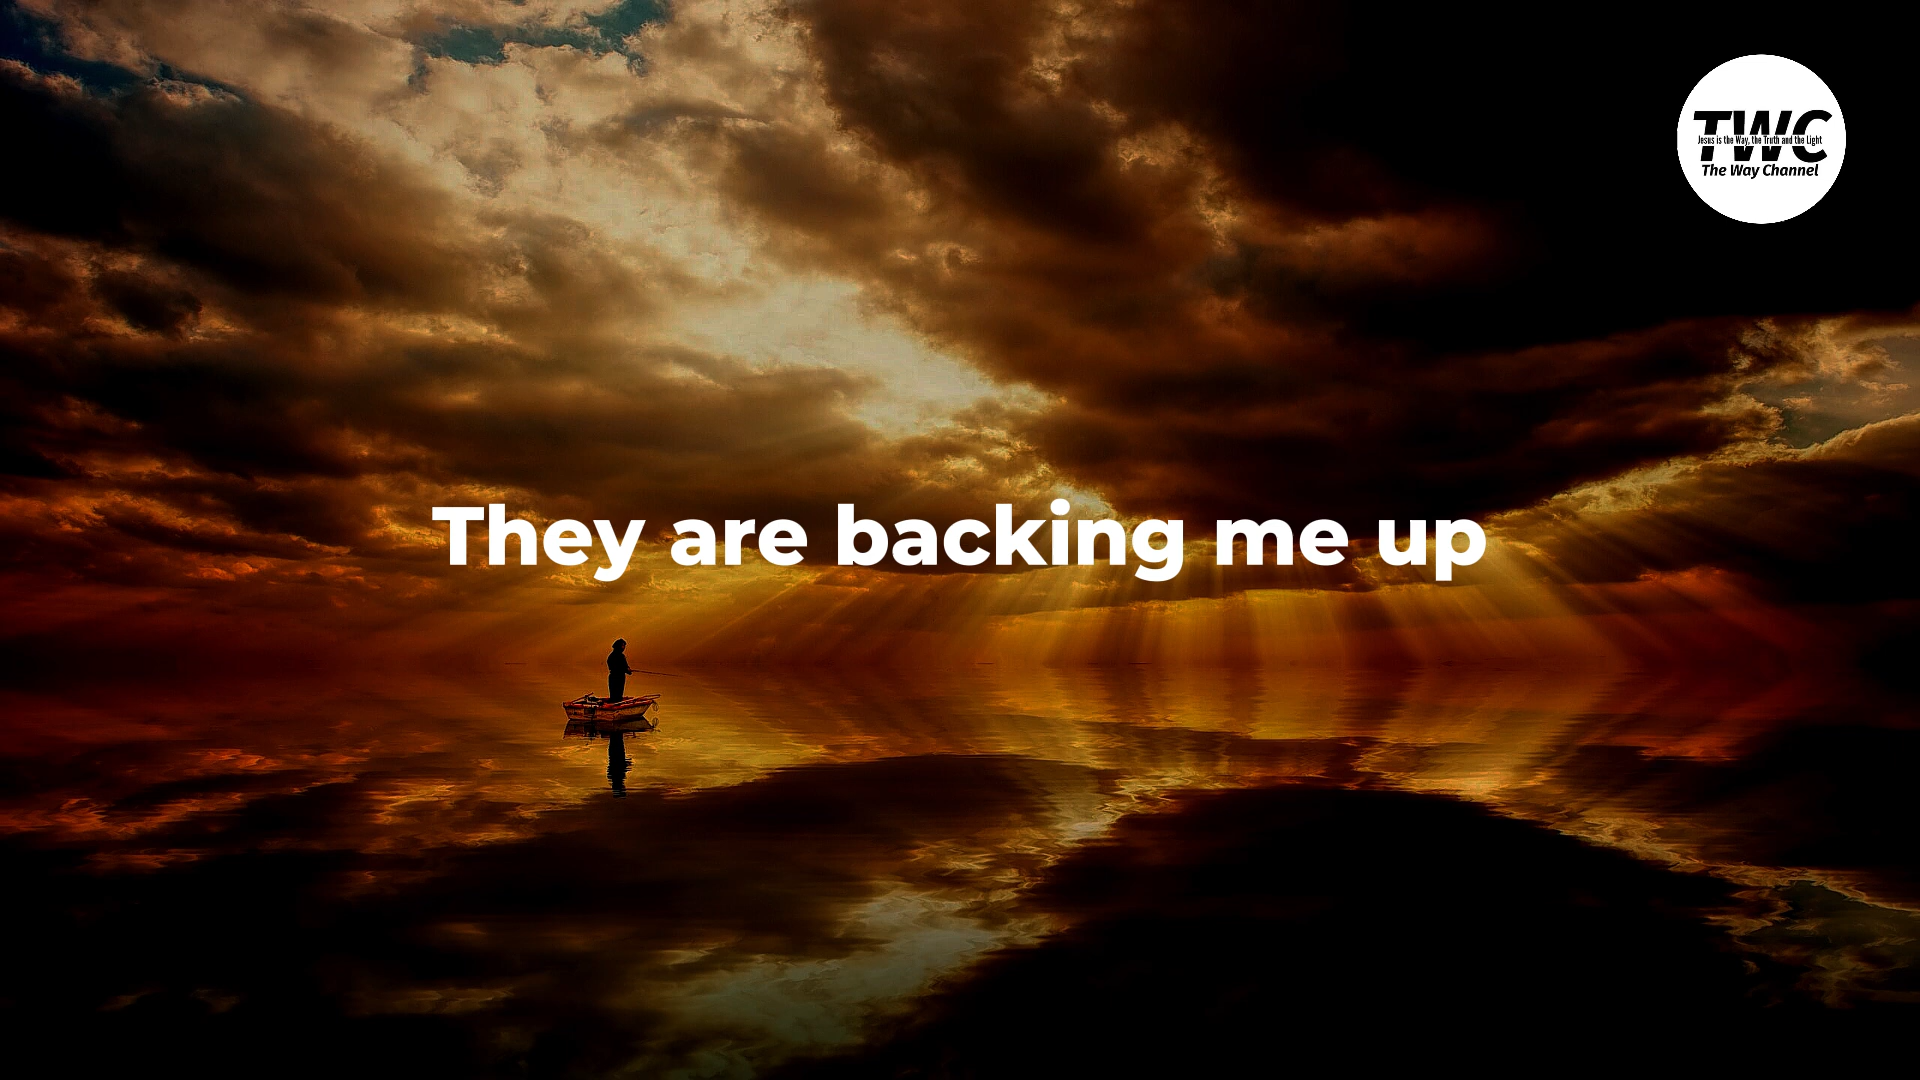 TWC
Jesus is the Way, the Truth and the Light
The Way Channel
They are backing me up